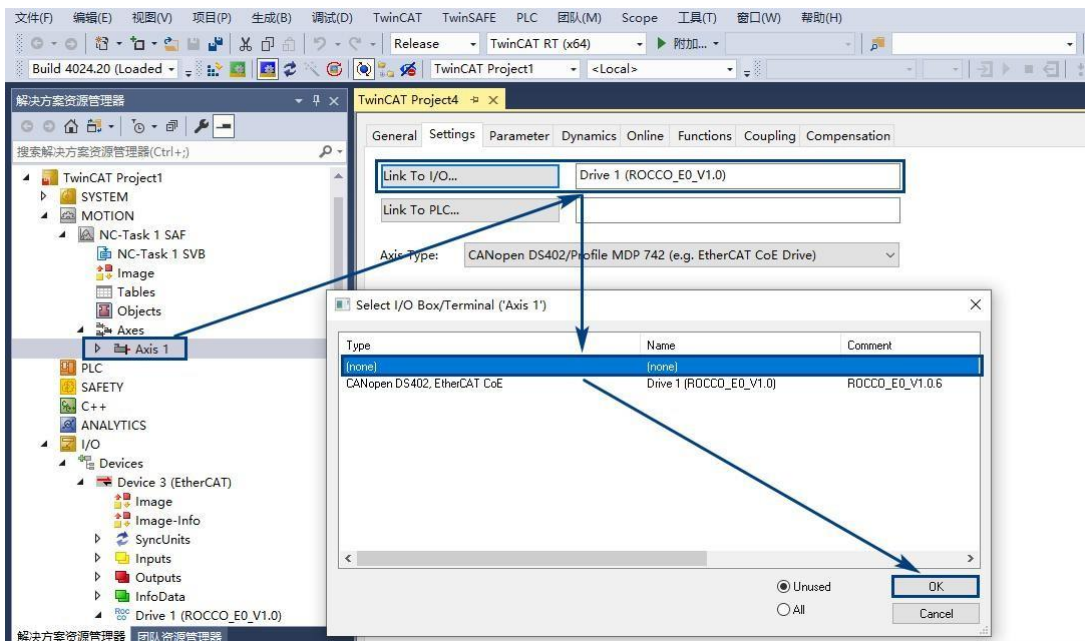 文件(F) 编辑(E) 视图(V) 项目(P) 生成(B) 调试(D) TwinCAT TwinSAFE PLC 团队(M) Scope 工具(T) 窗口(W) 帮助(H)
Release TwinCAT RT (x64) 附加...
Build 4024.20 (Loaded TwinCAT Project1 <Local>
解决方案资源管理器
搜索解决方案资源管理器(Ctrl+;)
TwinCAT Project1
SYSTEM
MOTION
NC-Task 1 SAF
NC-Task 1 SVB
Image
Tables
Objects
Axes
Axis 1
PLC
SAFETY
C++
ANALYTICS
I/O
Devices
Device 3 (EtherCAT)
Image
Image-Info
SyncUnits
Inputs
Outputs
InfoData
Drive 1 (ROCCO_E0_V1.0)
解决方案资源管理器 团队资源管理器
TwinCAT Project4
General Settings Parameter Dynamics Online Functions Coupling Compensation
Link To I/O... Drive 1 (ROCCO_E0_V1.0)
Link To PLC...
Axis Type: CANopen DS402/Profile MDP 742 (e.g. EtherCAT CoE Drive)
Select I/O Box/Terminal ('Axis 1')
Type Name Comment
(none) (none)
CANopen DS402, EtherCAT CoE Drive 1 (ROCCO_E0_V1.0) ROCCO_E0_V1.0.6
Unused
All
OK
Cancel